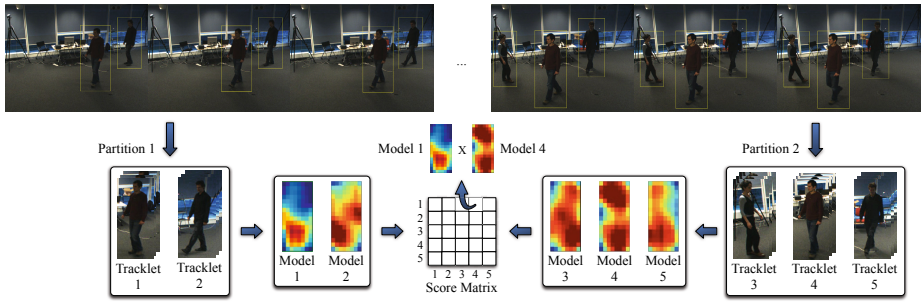 ...
Partition 1
Model 1 X Model 4
Partition 2
Tracklet
1
Tracklet
2
Model
1
Model
2
1
2
3
4
5
1 2 3 4 5
Score Matrix
Model
3
Model
4
Model
5
Tracklet
3
Tracklet
4
Tracklet
5